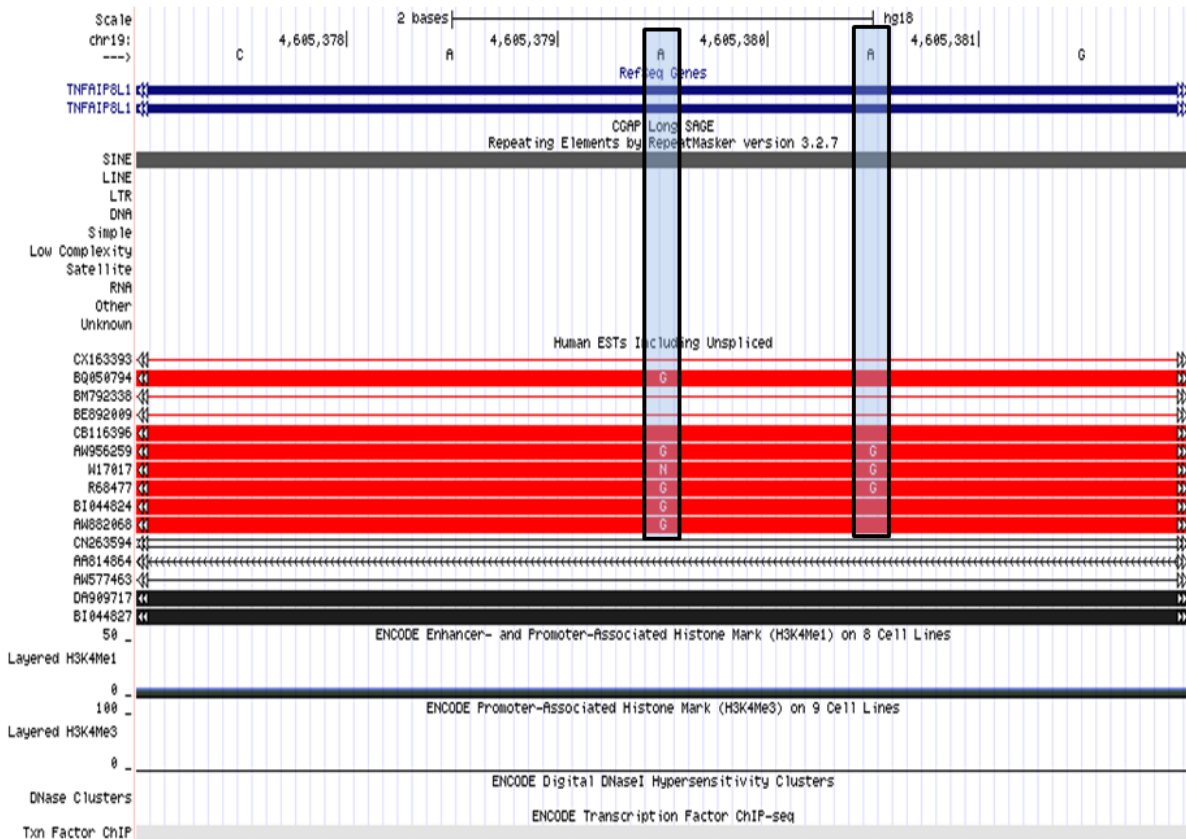 Scale 2 bases hg18
chr19: 4,605,378| 4,605,379| 4,605,380| 4,605,381|
---> C A A A G
RefSeq Genes
TNFAIP8L1
TNFAIP8L1
CGAP Long SAGE
Repeating Elements by RepeatMasker version 3.2.7
SINE
LINE
LTR
DNA
Simple
Low Complexity
Satellite
RNA
Other
Unknown
Human ESTs Including Unspliced
CX163393
BQ050794 G
BM792338
BE892009
CB116396
AW956259 G G
W17017 N G
R68477 G G
BI044824 G
AW882068 G
CN263594
AA814864
AW577463
DA909717
BI044827
ENCODE Enhancer- and Promoter-Associated Histone Mark (H3K4Me1) on 8 Cell Lines
50 _
Layered H3K4Me1
0 _
ENCODE Promoter-Associated Histone Mark (H3K4Me3) on 9 Cell Lines
100 _
Layered H3K4Me3
0 _
ENCODE Digital DNaseI Hypersensitivity Clusters
DNase Clusters
ENCODE Transcription Factor ChIP-seq
Txn Factor ChIP